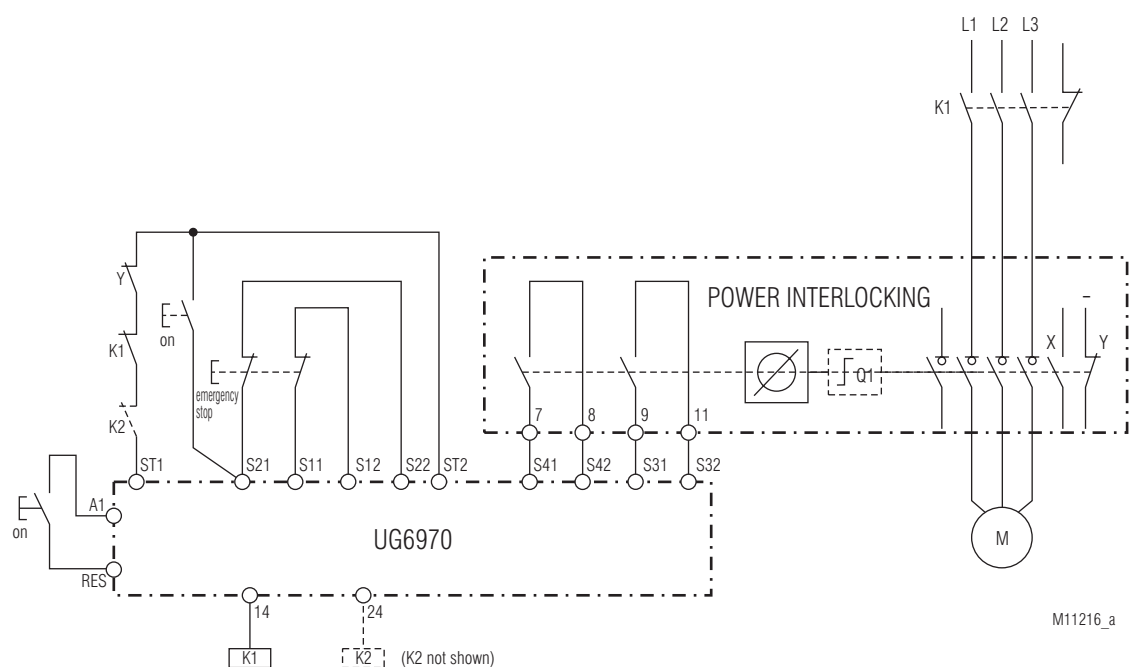 L1 L2 L3
K1
POWER INTERLOCKING
Y
on
K1
X
–
Y
Q1
emergency
stop
K2
7 8 9 11
ST1 S21 S11 S12 S22 ST2 S41 S42 S31 S32
A1
on
UG6970
M
RES
14 24
M11216_a
K1 K2 (K2 not shown)